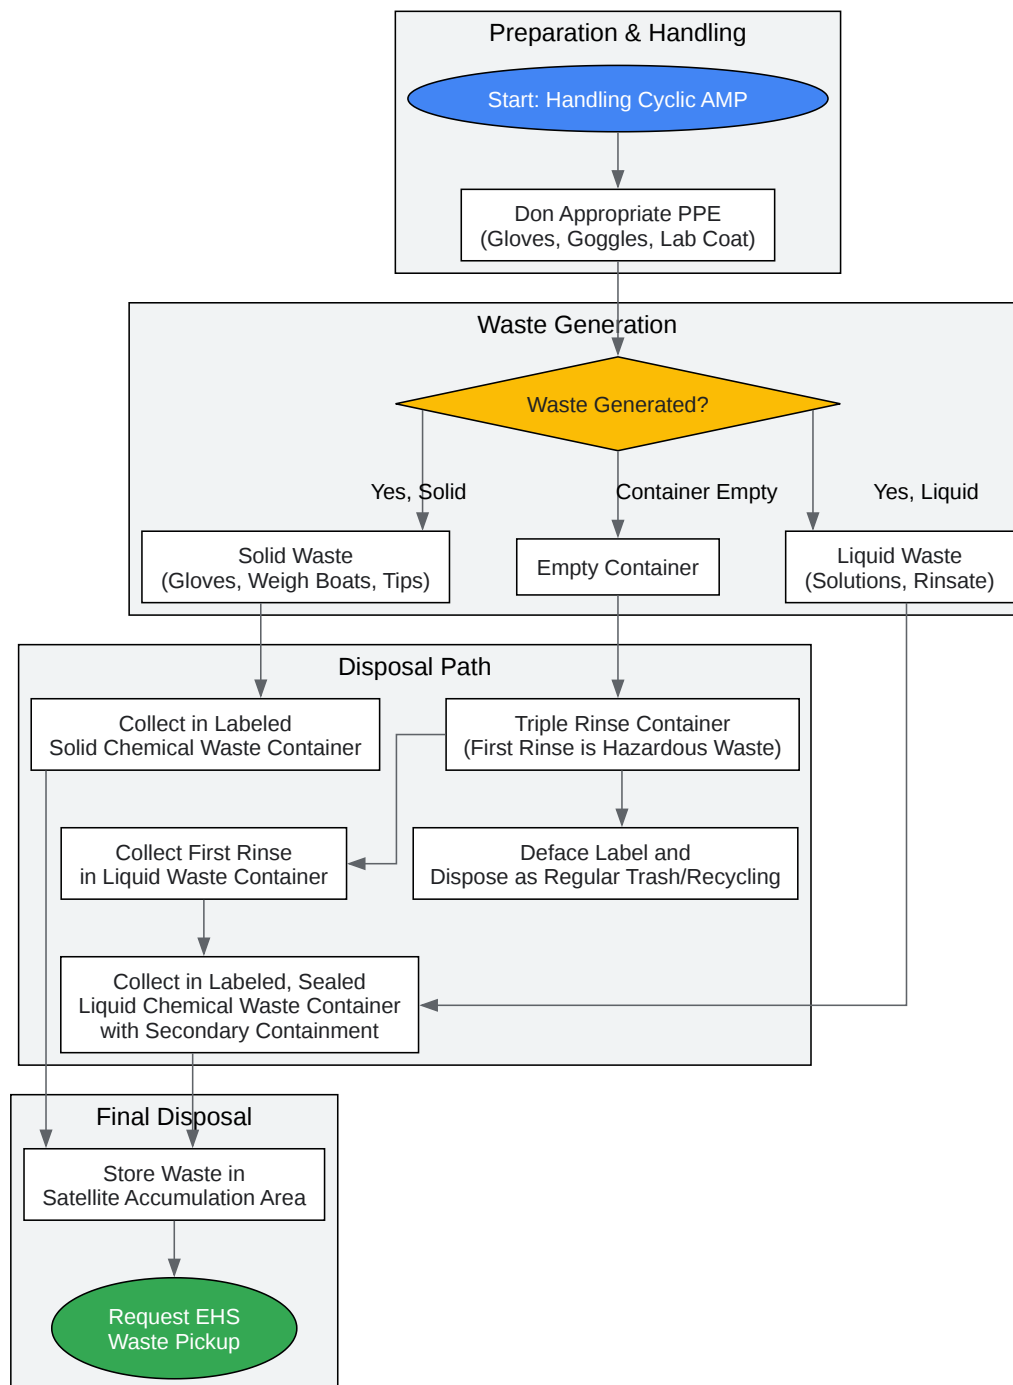 Preparation & Handling
Start: Handling Cyclic AMP
Don Appropriate PPE
(Gloves, Goggles, Lab Coat)
Waste Generation
Waste Generated?
Yes, Solid
Container Empty
Yes, Liquid
Solid Waste
(Gloves, Weigh Boats, Tips)
Empty Container
Liquid Waste
(Solutions, Rinsate)
Disposal Path
Collect in Labeled
Solid Chemical Waste Container
Triple Rinse Container
(First Rinse is Hazardous Waste)
Collect First Rinse
in Liquid Waste Container
Deface Label and
Dispose as Regular Trash/Recycling
Collect in Labeled, Sealed
Liquid Chemical Waste Container
with Secondary Containment
Final Disposal
Store Waste in
Satellite Accumulation Area
Request EHS
Waste Pickup